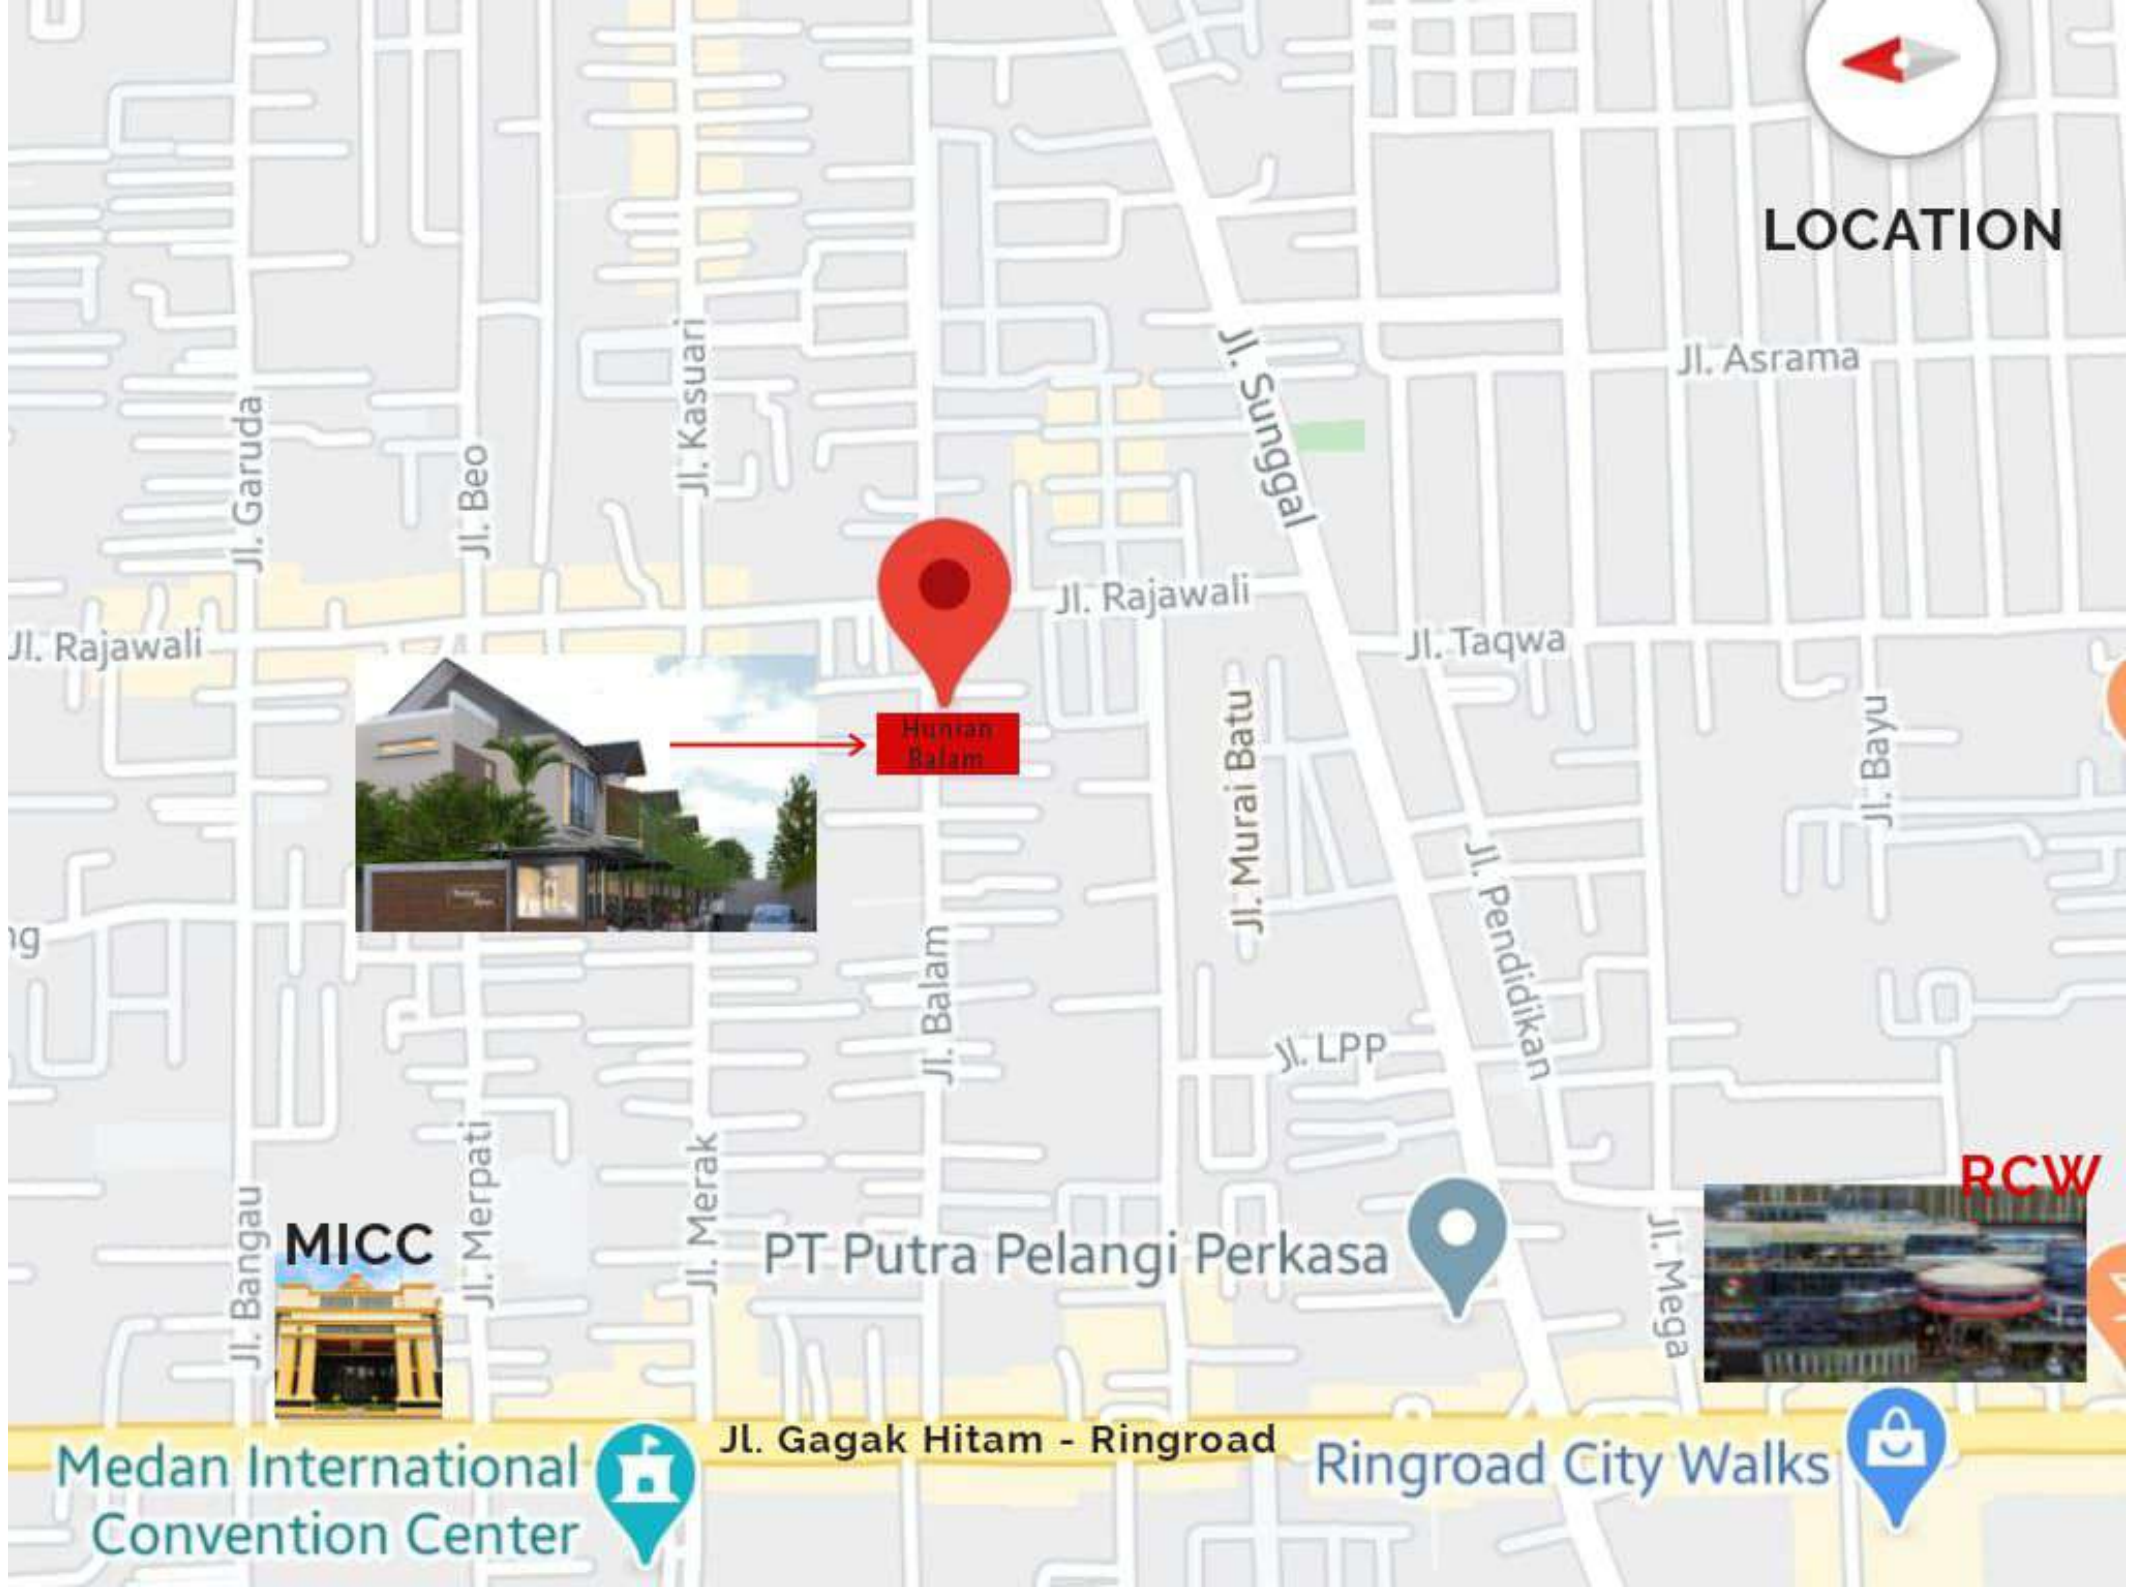 LOCATION
Jl. Sunggal
Jl. Asrama
Jl. Kasuari
Jl. Garuda
Jl. Beo
Jl. Rajawali
Jl. Rajawali
Jl. Taqwa
Hunian
Balam
Jl. Murai Batu
Jl. Bayu
Jl. Pendidikan
ng
Jl. Balam
Jl. LPP
Jl. Merpati
Jl. Merak
RCW
Jl. Bangau
MICC
PT Putra Pelangi Perkasa
Jl. Mega
Jl. Gagak Hitam - Ringroad
Medan International
Convention Center
Ringroad City Walks